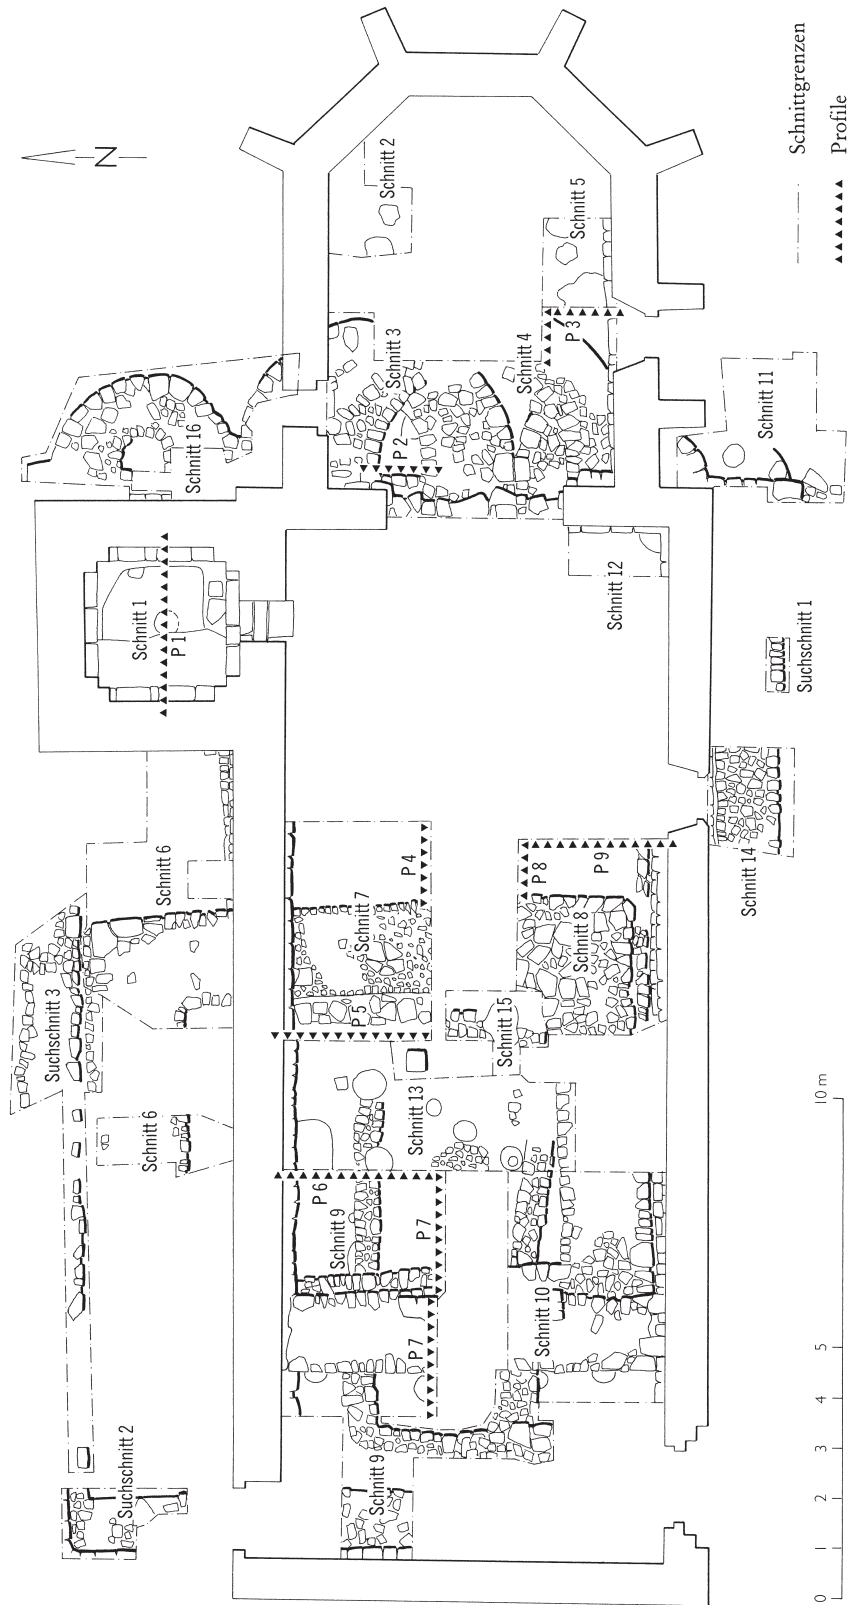 N
Schnittgrenzen
Profile
Schnitt 2
Schnitt 5
Schnitt 3
Schnitt 4
P 3
P 2
Schnitt 16
Schnitt 11
Schnitt 1
P 1
Schnitt 12
Suchschnitt 1
Schnitt 6
P 4
P 8
P 9
Schnitt 14
Schnitt 7
Schnitt 8
Suchschnitt 3
P 5
Schnitt 15
Schnitt 6
Schnitt 13
P 6
Schnitt 9
P 7
Schnitt 10
P 7
Suchschnitt 2
Schnitt 9
0 1 2 3 4 5 10 m